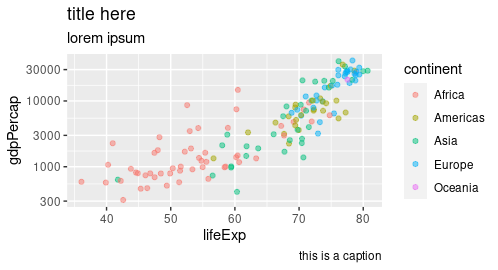 title here
lorem ipsum
gdpPercap
30000
10000
3000
1000
300
40
50
60
70
80
lifeExp
continent
Africa
Americas
Asia
Europe
Oceania
this is a caption